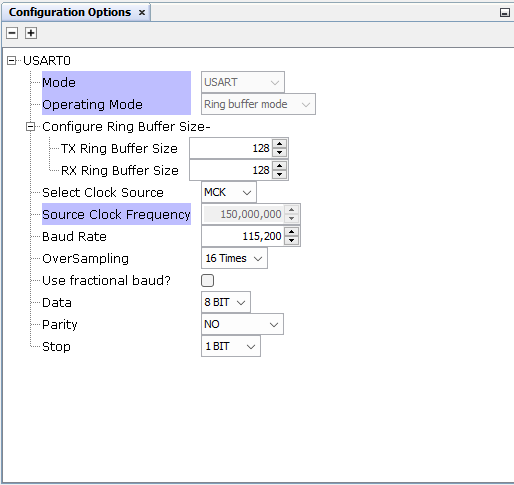 Configuration Options ×
USART0
Mode USART
Operating Mode Ring buffer mode
Configure Ring Buffer Size-
TX Ring Buffer Size 128
RX Ring Buffer Size 128
Select Clock Source MCK
Source Clock Frequency 150,000,000
Baud Rate 115,200
OverSampling 16 Times
Use fractional baud?
Data 8 BIT
Parity NO
Stop 1 BIT